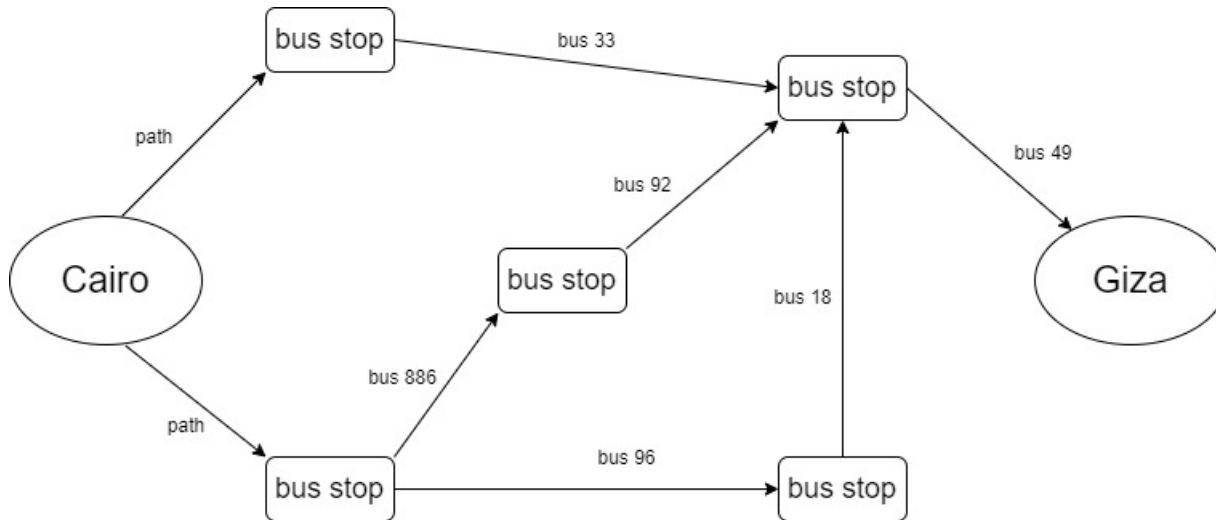 bus stop
bus 33
bus stop
path
bus 49
bus 92
Cairo
bus stop
bus 18
Giza
bus 886
path
bus 96
bus stop
bus stop